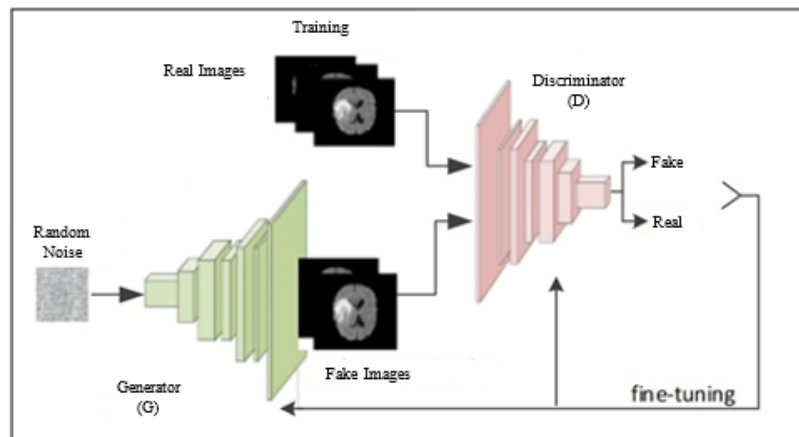 Training
Real Images
Discriminator
(D)
Fake
Real
Random
Noise
Fake Images
Generator
(G)
fine-tuning